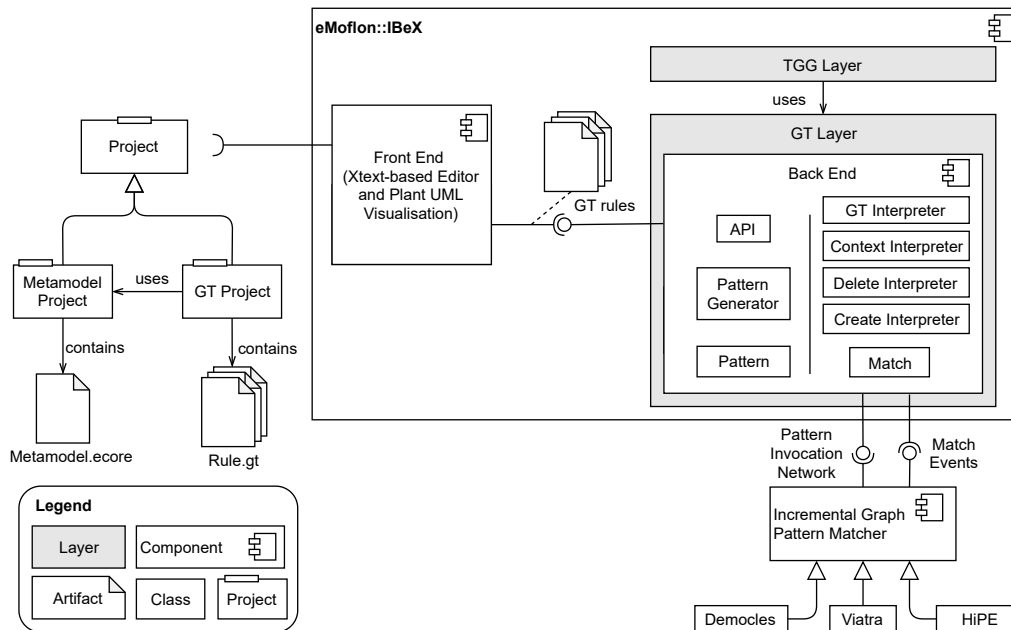 eMoflon::IBeX
TGG Layer
uses
GT Layer
Project
Front End
(Xtext-based Editor
and Plant UML
Visualisation)
GT rules
Back End
API
Pattern
Generator
Pattern
GT Interpreter
Context Interpreter
Delete Interpreter
Create Interpreter
Match
Metamodel
Project
uses
GT Project
contains
contains
Metamodel.ecore
Rule.gt
Pattern
Invocation
Network
Match
Events
Incremental Graph
Pattern Matcher
Democles
Viatra
HiPE
Legend
Layer
Component
Artifact
Class
Project